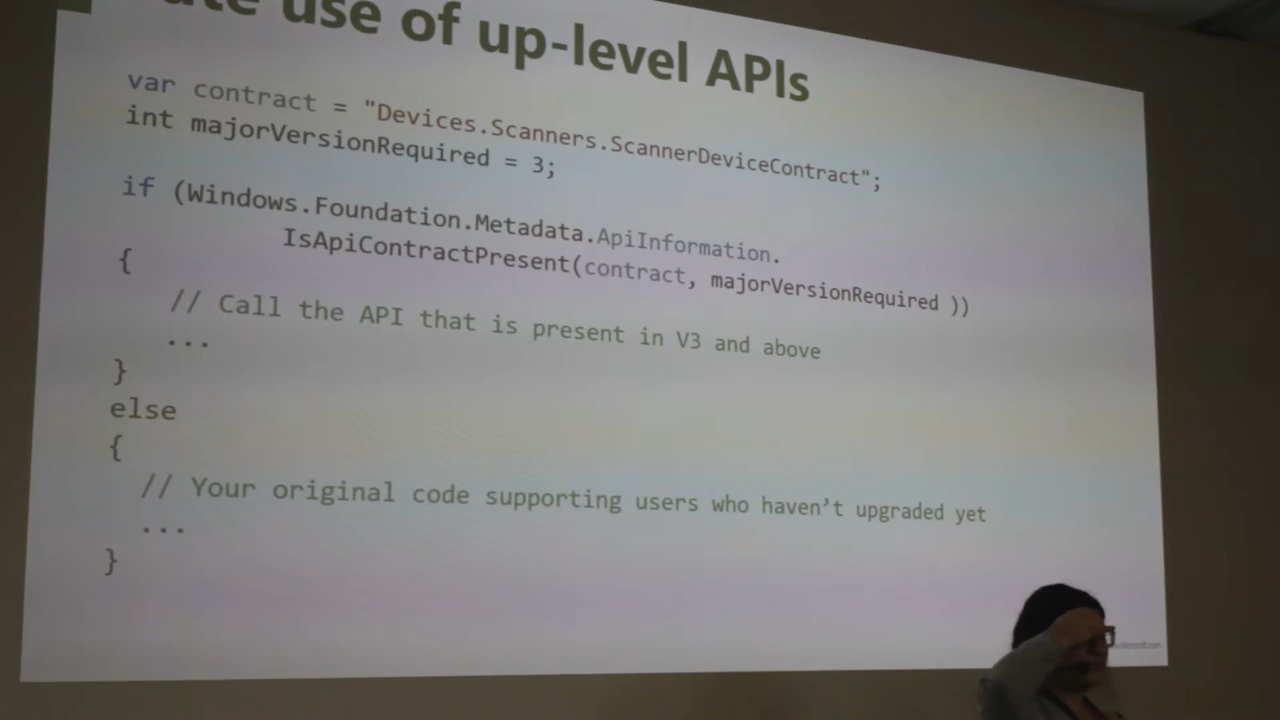 use of up-level APIs
var contract = "Devices.Scanners.ScannerDeviceContract";
int majorVersionRequired = 3;
if (Windows.Foundation.Metadata.ApiInformation.
IsApiContractPresent(contract, majorVersionRequired ))
{
// Call the API that is present in V3 and above
...
}
else
{
// Your original code supporting users who haven't upgraded yet
...
}